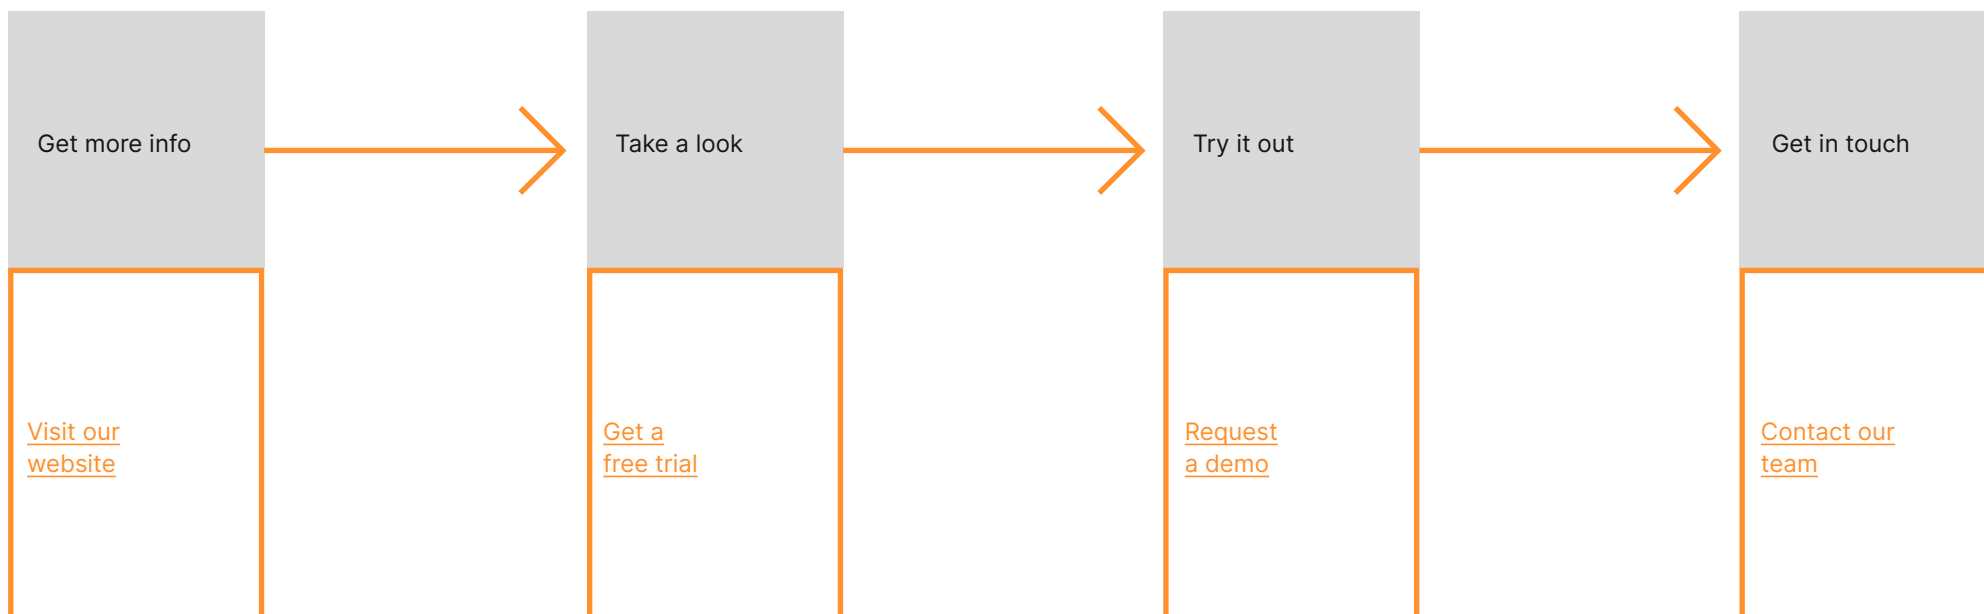 Get more info
Take a look
Try it out
Get in touch
Visit our
website
Get a
free trial
Request
a demo
Contact our
team